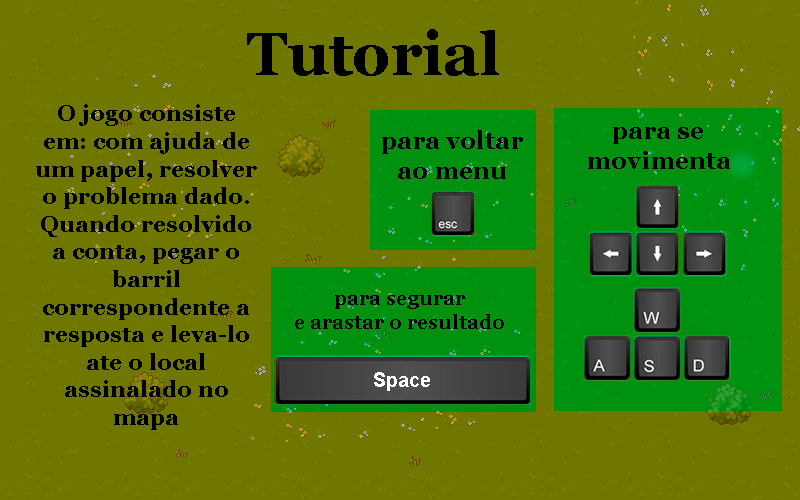 Tutorial
O jogo consiste
em: com ajuda de
um papel, resolver
o problema dado.
Quando resolvido
a conta, pegar o
barril
correspondente a
resposta e leva-lo
ate o local
assinalado no
mapa
para voltar
ao menu
esc
para segurar
e arastar o resultado
Space
para se
movimenta
W
A S D